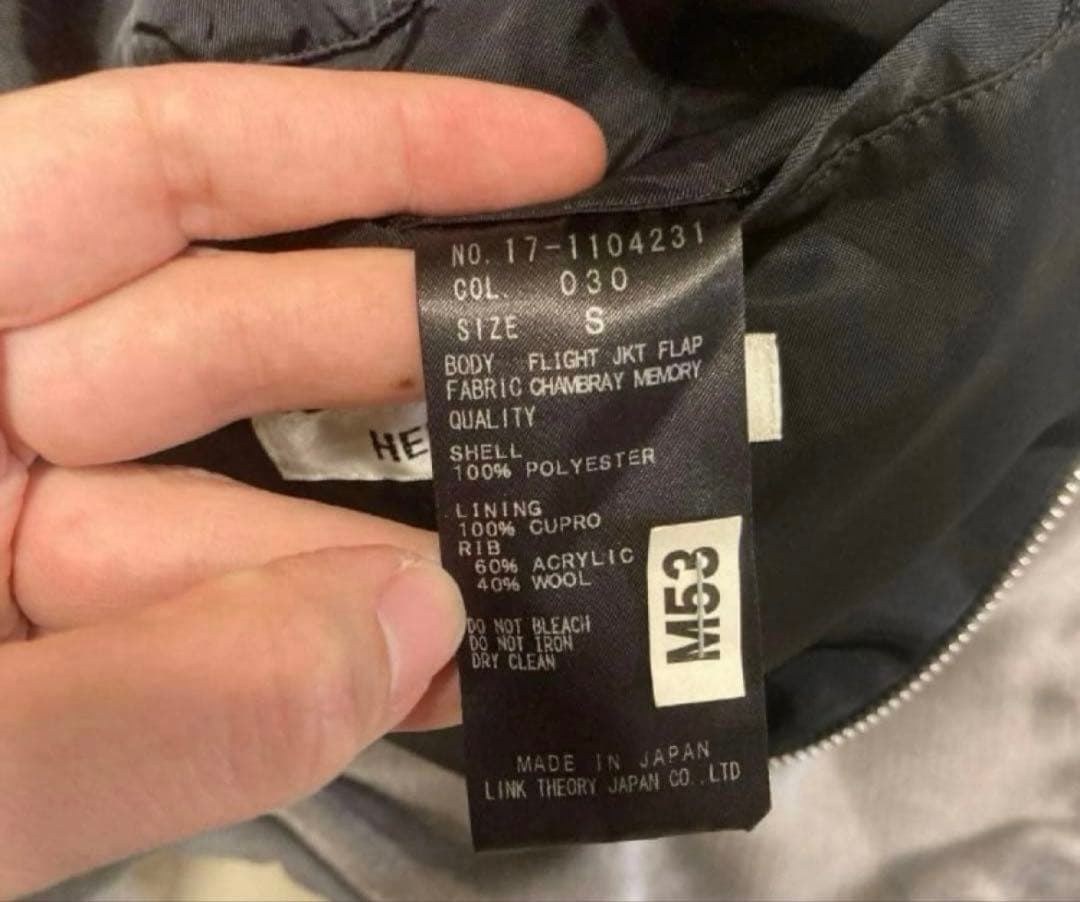 NO. 17-1104231
COL. 030
SIZE S
BODY FLIGHT JKT FLAP
FABRIC CHAMBRAY MEMORY
QUALITY
SHELL
100% POLYESTER
LINING
100% CUPRO
RIB
60% ACRYLIC
40% WOOL
DO NOT BLEACH
DO NOT IRON
DRY CLEAN
MADE IN JAPAN
LINK THEORY JAPAN CO.,LTD
M53
HE